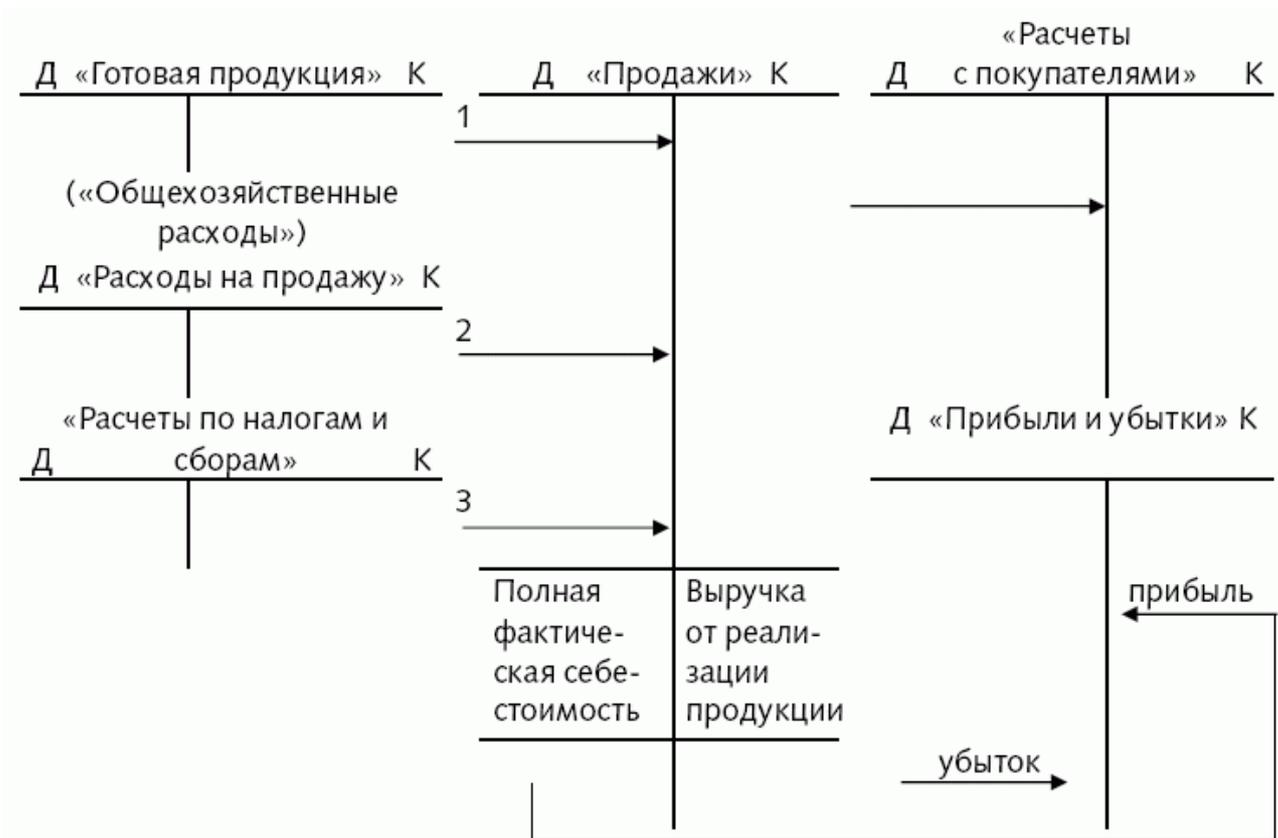 Д «Готовая продукция» К
(«Общехозяйственные
расходы»)
Д «Расходы на продажу» К
«Расчеты по налогам и
Д сборам» К
Д «Продажи» К
1
2
3
Полная
фактиче-
ская себе-
стоимость
Выручка
от реали-
зации
продукции
«Расчеты
Д с покупателями» К
Д «Прибыли и убытки» К
прибыль
убыток